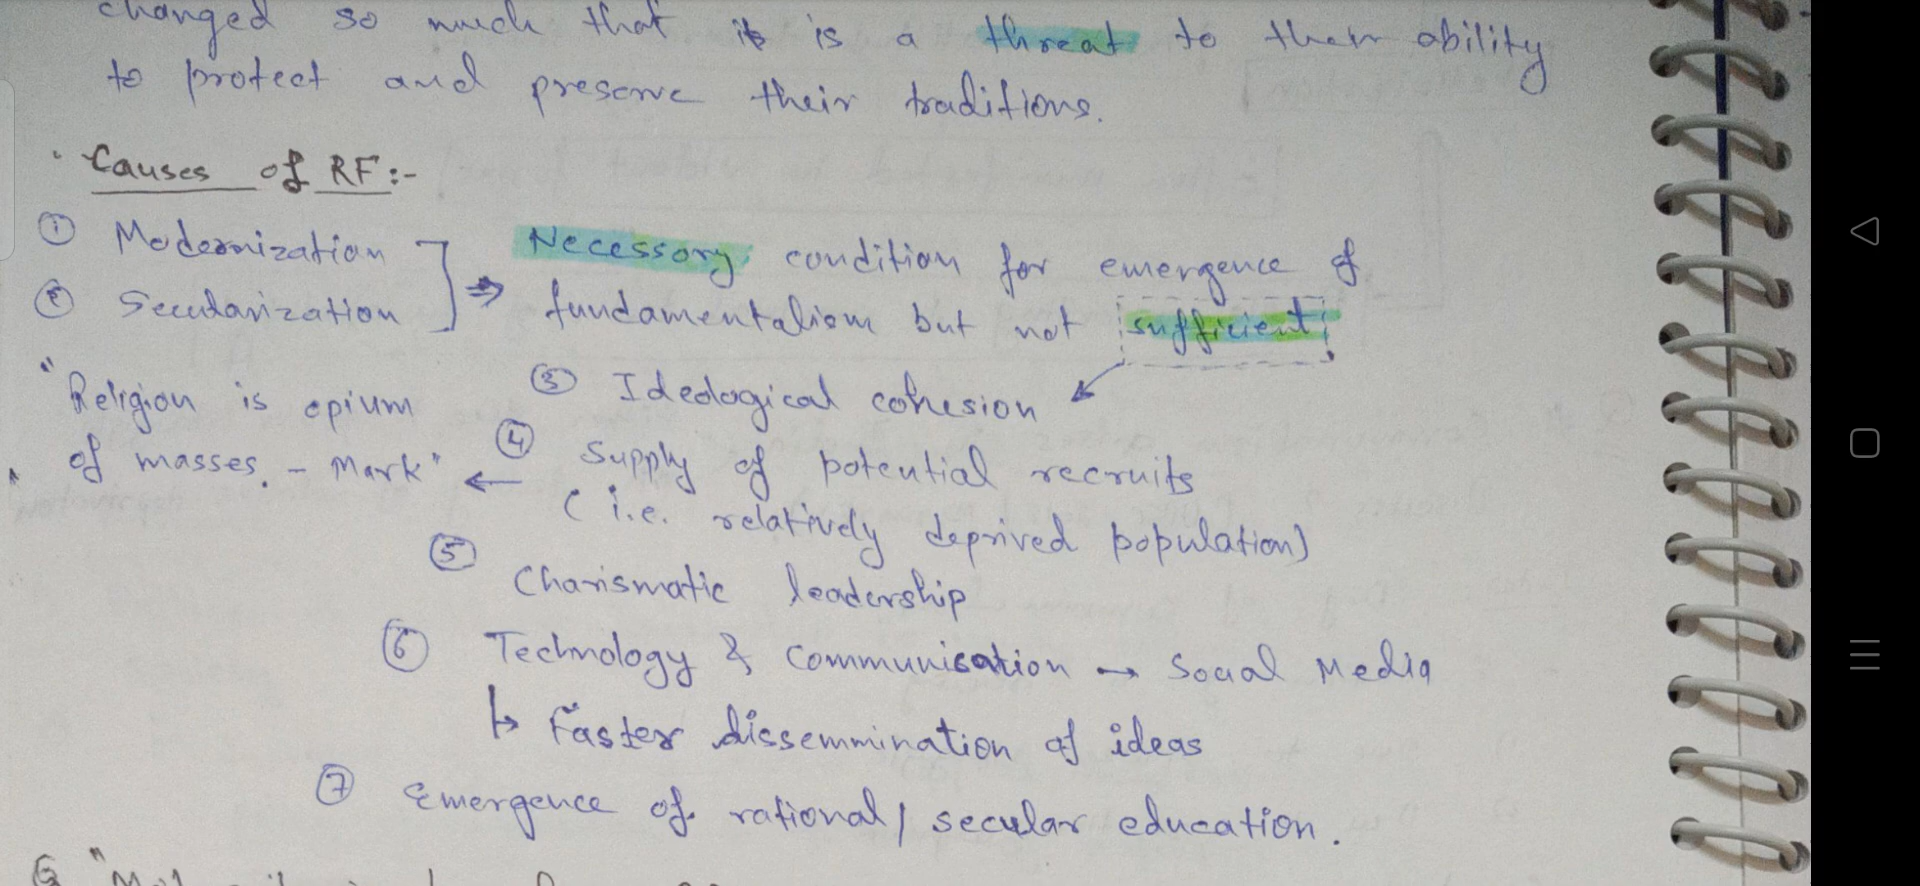 changed so much that it is a threat to their ability
to protect and preserve their traditions.
Causes of RF:-
① Modernization
② Secularization
⇒ Necessary condition for emergence of
fundamentalism but not sufficient
③ Ideological cohesion
④ Supply of potential recruits
(i.e. relatively deprived population)
"Religion is opium
of masses. - Mark"
⑤ Charismatic leadership
⑥ Technology & Communication → Social Media
↳ Faster dissemmination of ideas
⑦ Emergence of rational/secular education.